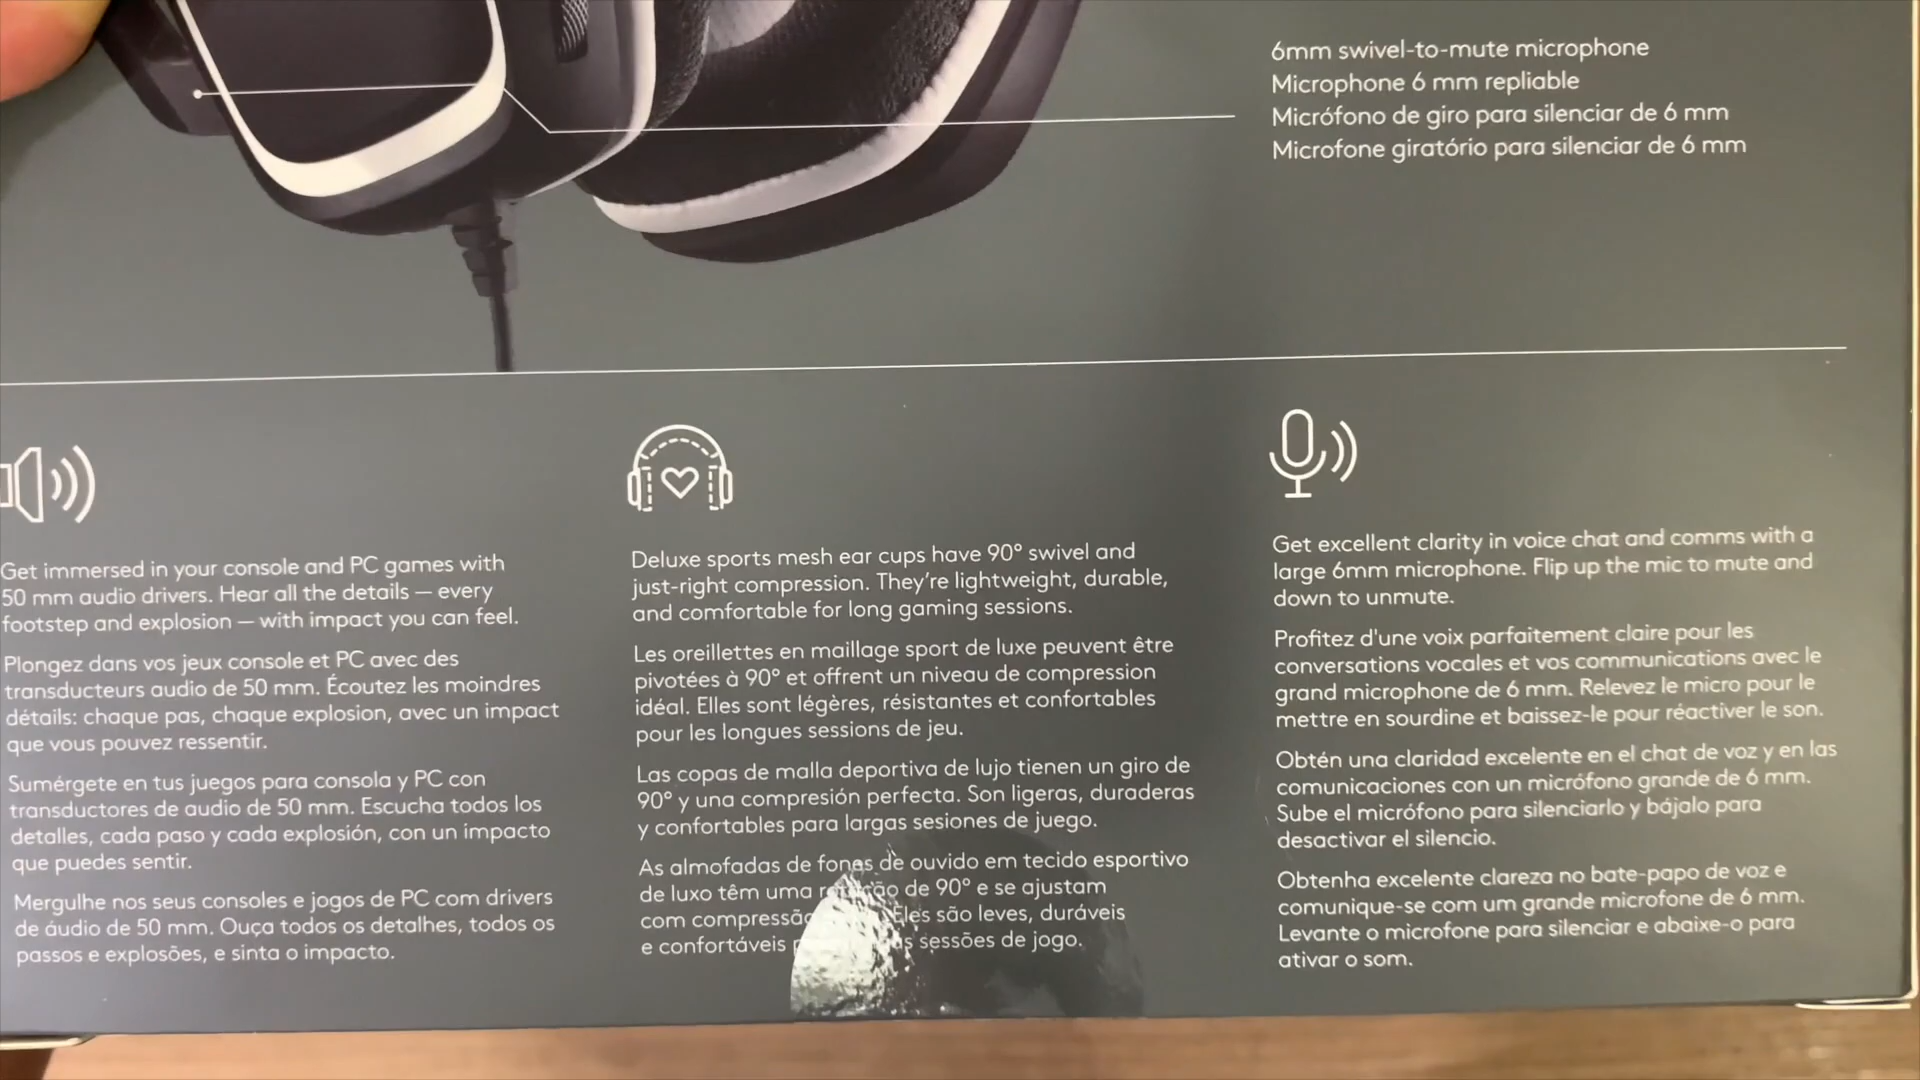 6mm swivel-to-mute microphone
Microphone 6 mm repliable
Micrófono de giro para silenciar de 6 mm
Microfone giratório para silenciar de 6 mm
Get immersed in your console and PC games with
50 mm audio drivers. Hear all the details — every
footstep and explosion — with impact you can feel.
Plongez dans vos jeux console et PC avec des
transducteurs audio de 50 mm. Écoutez les moindres
détails: chaque pas, chaque explosion, avec un impact
que vous pouvez ressentir.
Sumérgete en tus juegos para consola y PC con
transductores de audio de 50 mm. Escucha todos los
detalles, cada paso y cada explosión, con un impacto
que puedes sentir.
Mergulhe nos seus consoles e jogos de PC com drivers
de áudio de 50 mm. Ouça todos os detalhes, todos os
passos e explosões, e sinta o impacto.
Deluxe sports mesh ear cups have 90° swivel and
just-right compression. They're lightweight, durable,
and comfortable for long gaming sessions.
Les oreillettes en maillage sport de luxe peuvent être
pivotées à 90° et offrent un niveau de compression
idéal. Elles sont légères, résistantes et confortables
pour les longues sessions de jeu.
Las copas de malla deportiva de lujo tienen un giro de
90° y una compresión perfecta. Son ligeras, duraderas
y confortables para largas sesiones de juego.
As almofadas de fones de ouvido em tecido esportivo
de luxo têm uma rotação de 90° e se ajustam
com Eles são leves, duráveis
e confortáveis sessões de jogo.
Get excellent clarity in voice chat and comms with a
large 6mm microphone. Flip up the mic to mute and
down to unmute.
Profitez d'une voix parfaitement claire pour les
conversations vocales et vos communications avec le
grand microphone de 6 mm. Relevez le micro pour le
mettre en sourdine et baissez-le pour réactiver le son.
Obtén una claridad excelente en el chat de voz y en las
comunicaciones con un micrófono grande de 6 mm.
Sube el micrófono para silenciarlo y bájalo para
desactivar el silencio.
Obtenha excelente clareza no bate-papo de voz e
comunique-se com um grande microfone de 6 mm.
Levante o microfone para silenciar e abaixe-o para
ativar o som.